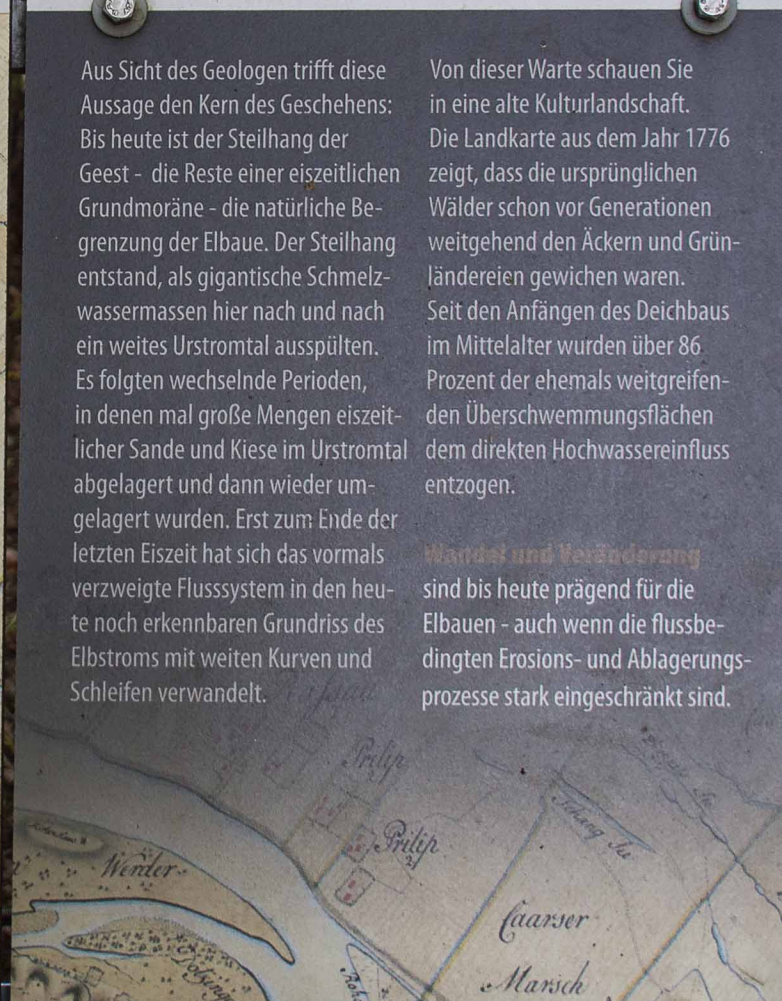 Aus Sicht des Geologen trifft diese
Aussage den Kern des Geschehens:
Bis heute ist der Steilhang der
Geest - die Reste einer eiszeitlichen
Grundmoräne - die natürliche Be-
grenzung der Elbaue. Der Steilhang
entstand, als gigantische Schmelz-
wassermassen hier nach und nach
ein weites Urstromtal ausspülten.
Es folgten wechselnde Perioden,
in denen mal große Mengen eiszeit-
licher Sande und Kiese im Urstromtal
abgelagert und dann wieder um-
gelagert wurden. Erst zum Ende der
letzten Eiszeit hat sich das vormals
verzweigte Flusssystem in den heu-
te noch erkennbaren Grundriss des
Elbstroms mit weiten Kurven und
Schleifen verwandelt.
Von dieser Warte schauen Sie
in eine alte Kulturlandschaft.
Die Landkarte aus dem Jahr 1776
zeigt, dass die ursprünglichen
Wälder schon vor Generationen
weitgehend den Äckern und Grün-
ländereien gewichen waren.
Seit den Anfängen des Deichbaus
im Mittelalter wurden über 86
Prozent der ehemals weitgreifen-
den Überschwemmungsflächen
dem direkten Hochwassereinfluss
entzogen.
Wandel und Veränderung
sind bis heute prägend für die
Elbauen - auch wenn die flussbe-
dingten Erosions- und Ablagerungs-
prozesse stark eingeschränkt sind.
Prilip
Prilip
Werder
Caarser
Marsch